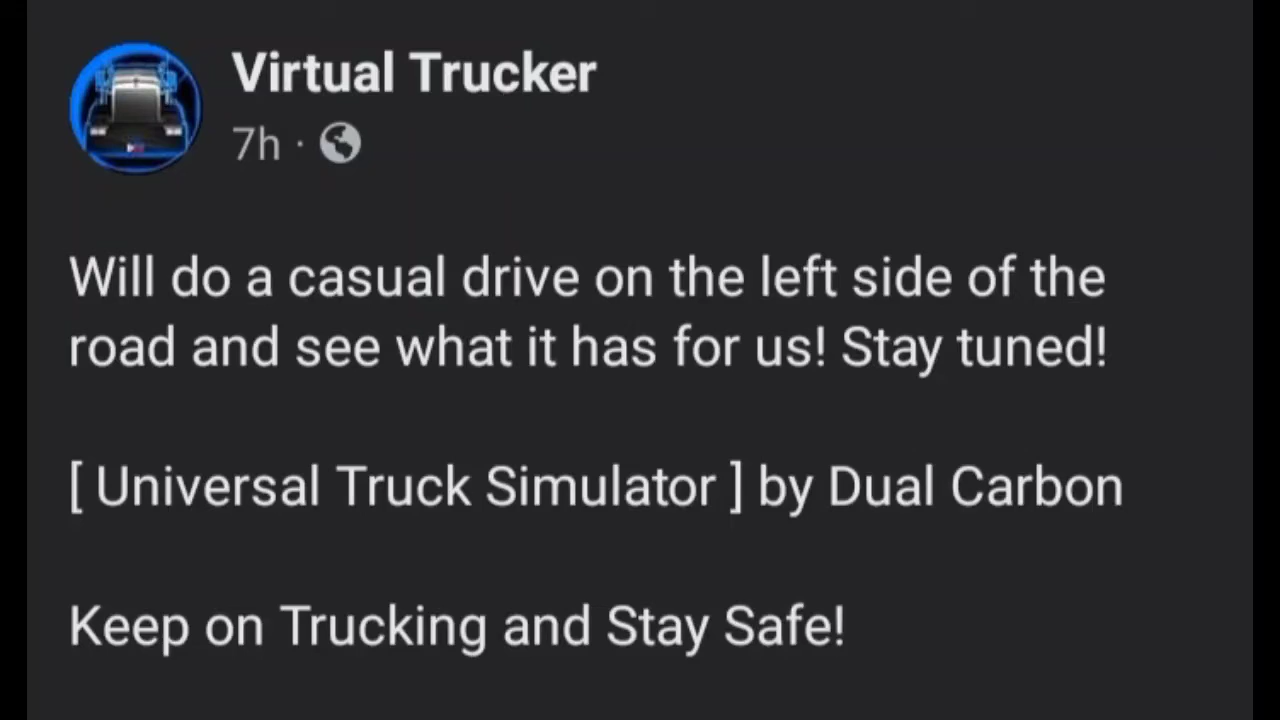 Virtual Trucker
7h ·
Will do a casual drive on the left side of the
road and see what it has for us! Stay tuned!
[ Universal Truck Simulator ] by Dual Carbon
Keep on Trucking and Stay Safe!